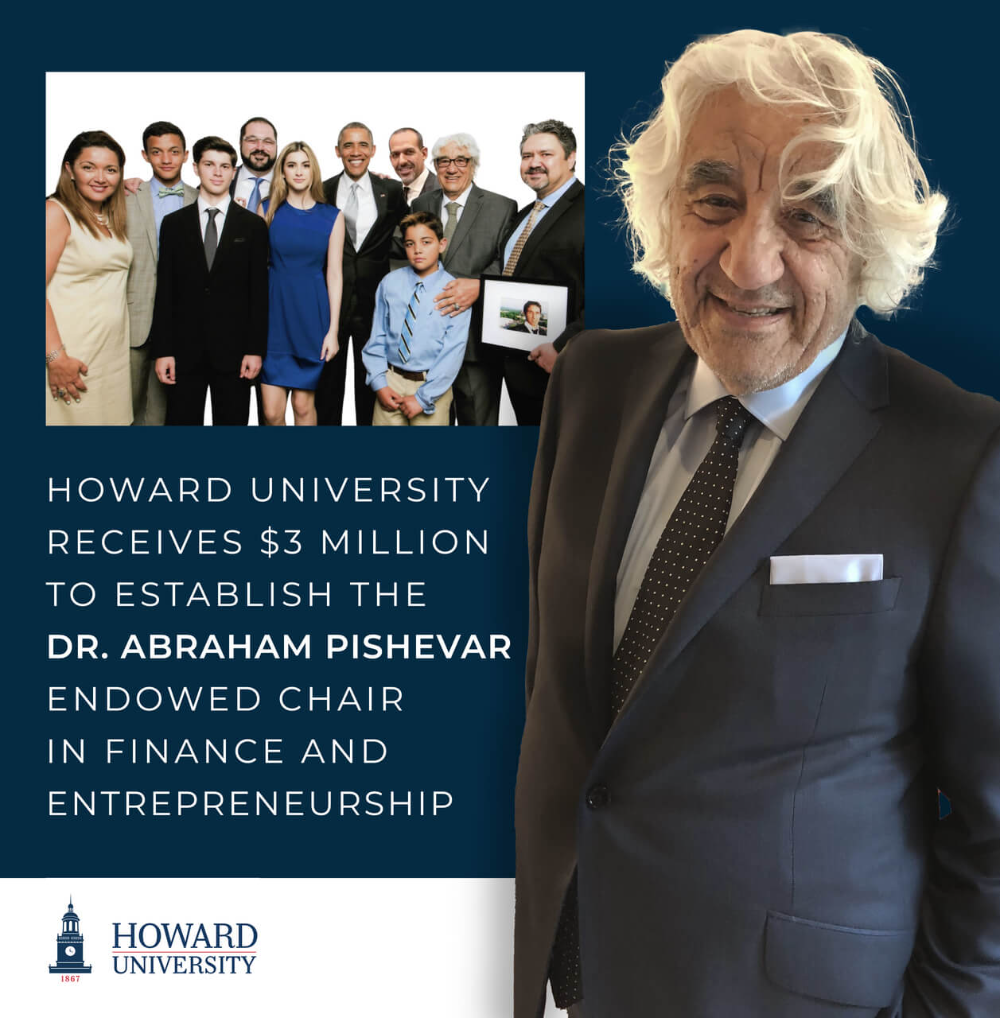 HOWARD UNIVERSITY
RECEIVES $3 MILLION
TO ESTABLISH THE
DR. ABRAHAM PISHEVAR
ENDOWED CHAIR
IN FINANCE AND
ENTREPRENEURSHIP
1867
HOWARD
UNIVERSITY